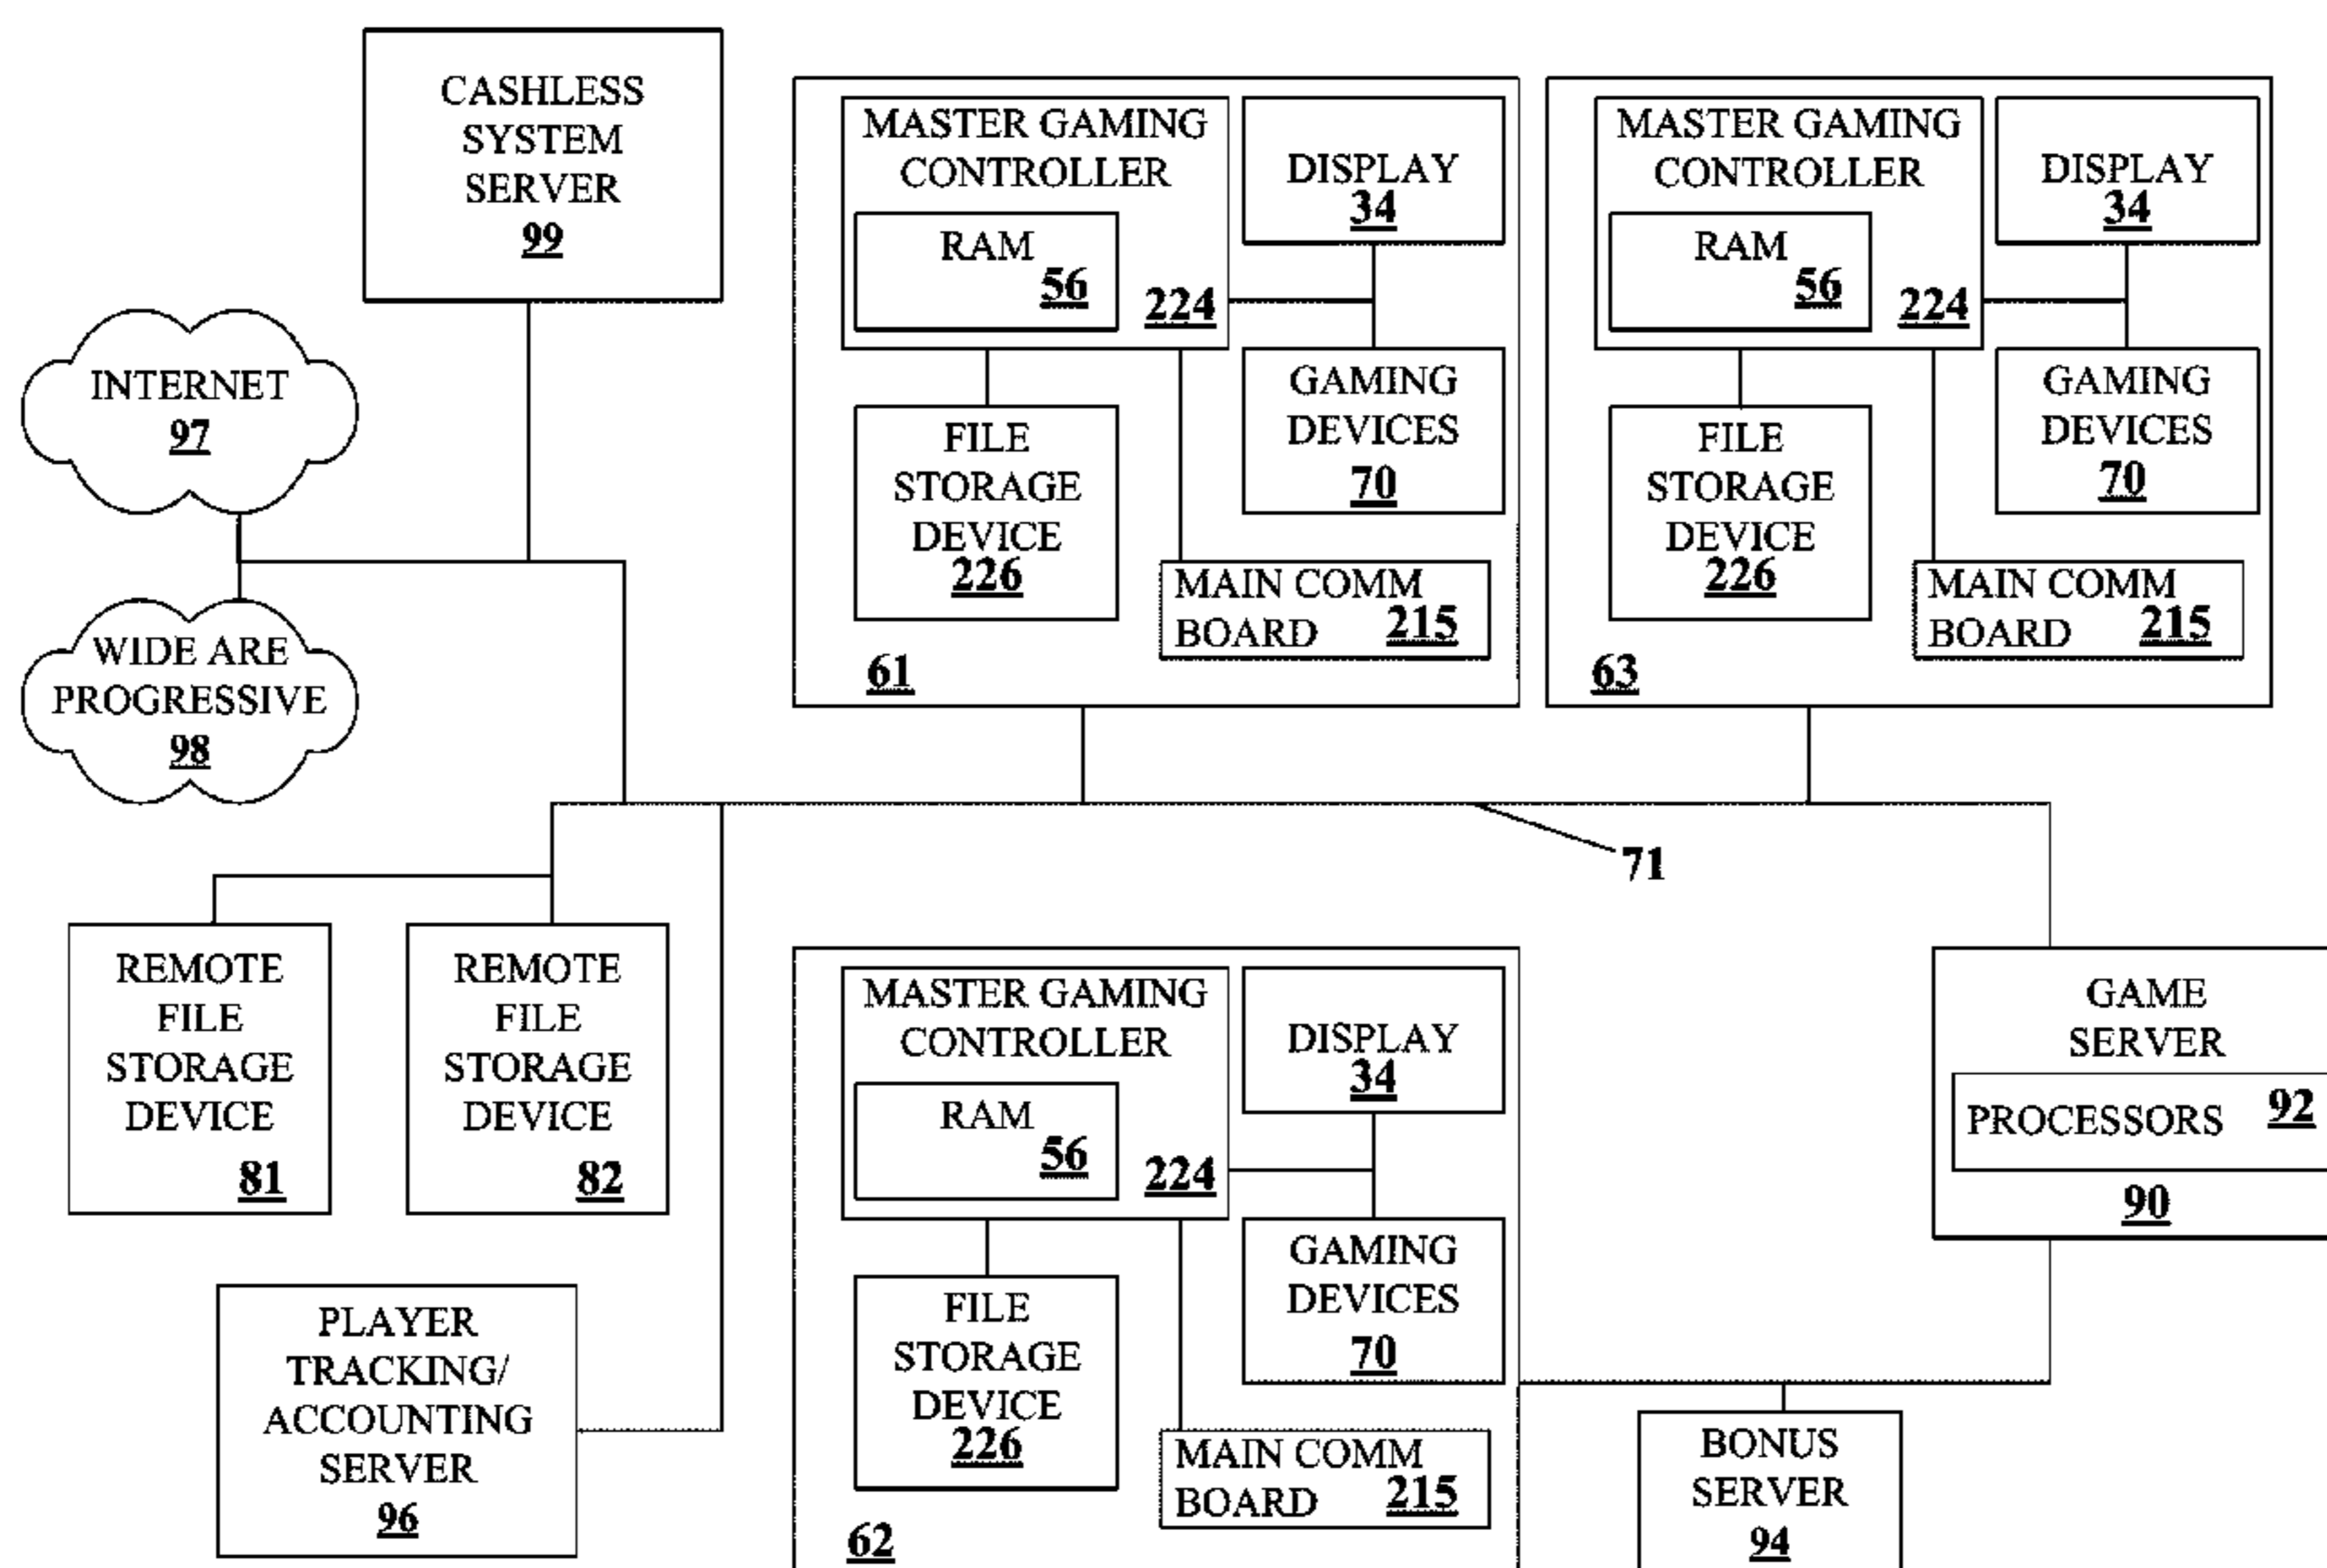 CASHLESS
SYSTEM
SERVER
99
INTERNET
97
WIDE ARE
PROGRESSIVE
98
MASTER GAMING
CONTROLLER
RAM
56
224
DISPLAY
34
GAMING
DEVICES
70
FILE
STORAGE
DEVICE
226
MAIN COMM
BOARD 215
61
MASTER GAMING
CONTROLLER
RAM
56
224
DISPLAY
34
GAMING
DEVICES
70
FILE
STORAGE
DEVICE
226
MAIN COMM
BOARD 215
63
71
REMOTE
FILE
STORAGE
DEVICE
81
REMOTE
FILE
STORAGE
DEVICE
82
PLAYER
TRACKING/
ACCOUNTING
SERVER
96
MASTER GAMING
CONTROLLER
RAM
56
224
DISPLAY
34
GAMING
DEVICES
70
FILE
STORAGE
DEVICE
226
MAIN COMM
BOARD 215
62
GAME
SERVER
PROCESSORS 92
90
BONUS
SERVER
94